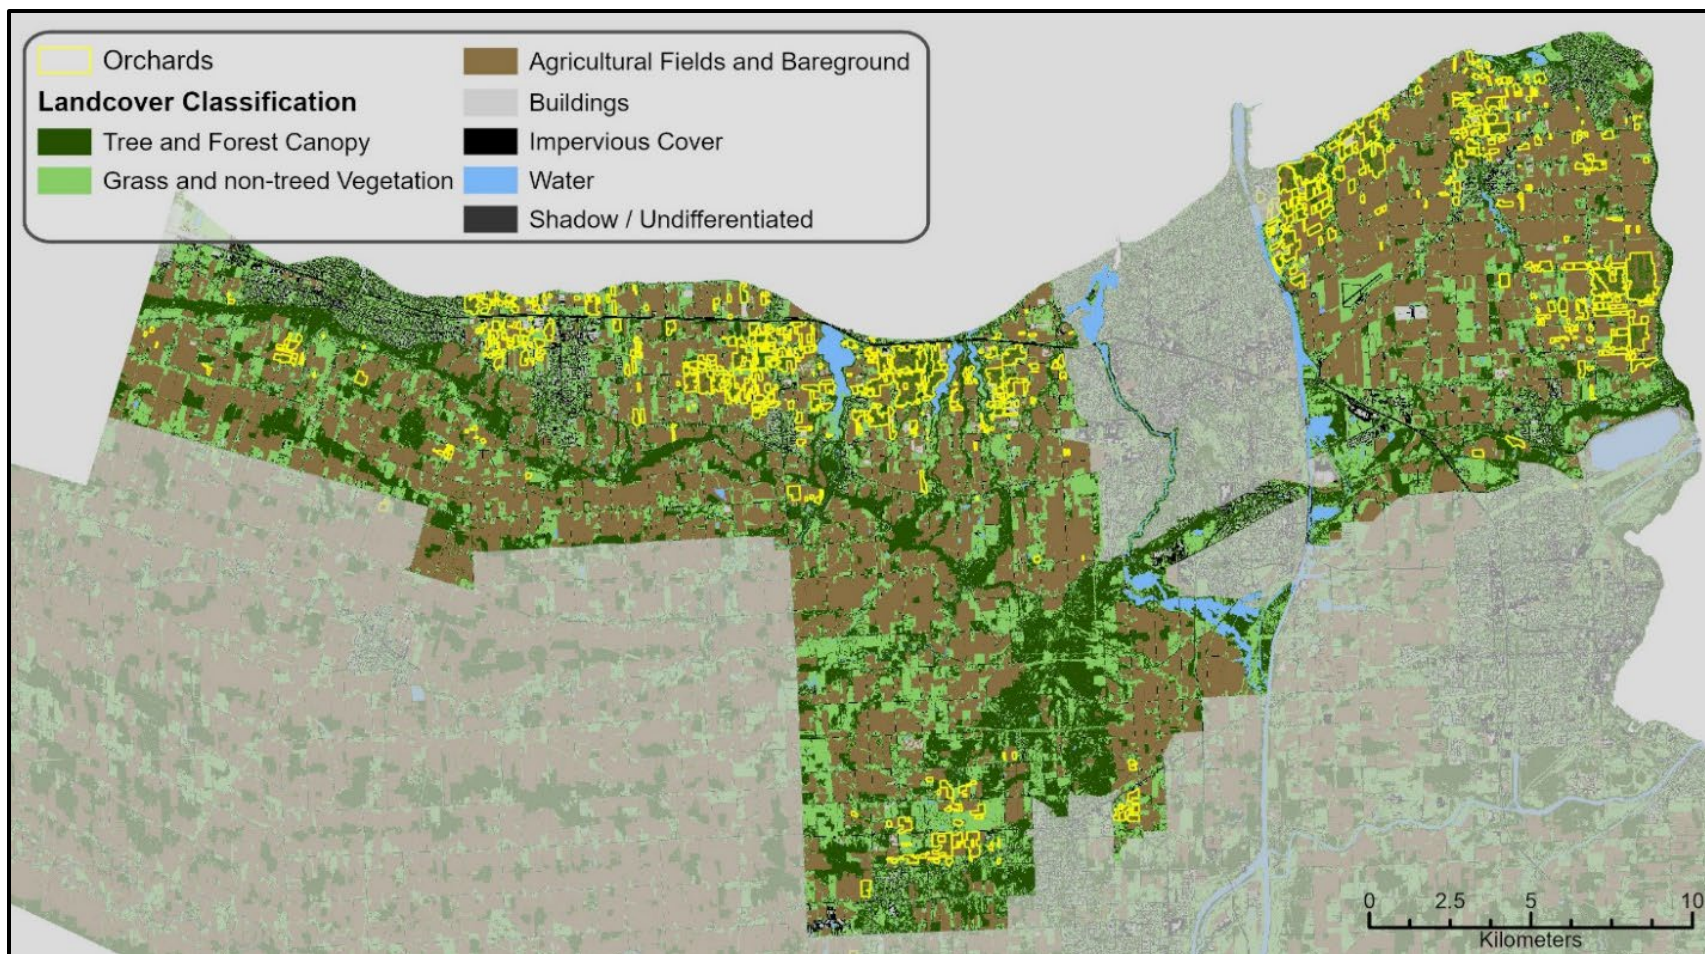 Orchards
Landcover Classification
Tree and Forest Canopy
Grass and non-treed Vegetation
Agricultural Fields and Bareground
Buildings
Impervious Cover
Water
Shadow / Undifferentiated
0 2.5 5 10
Kilometers